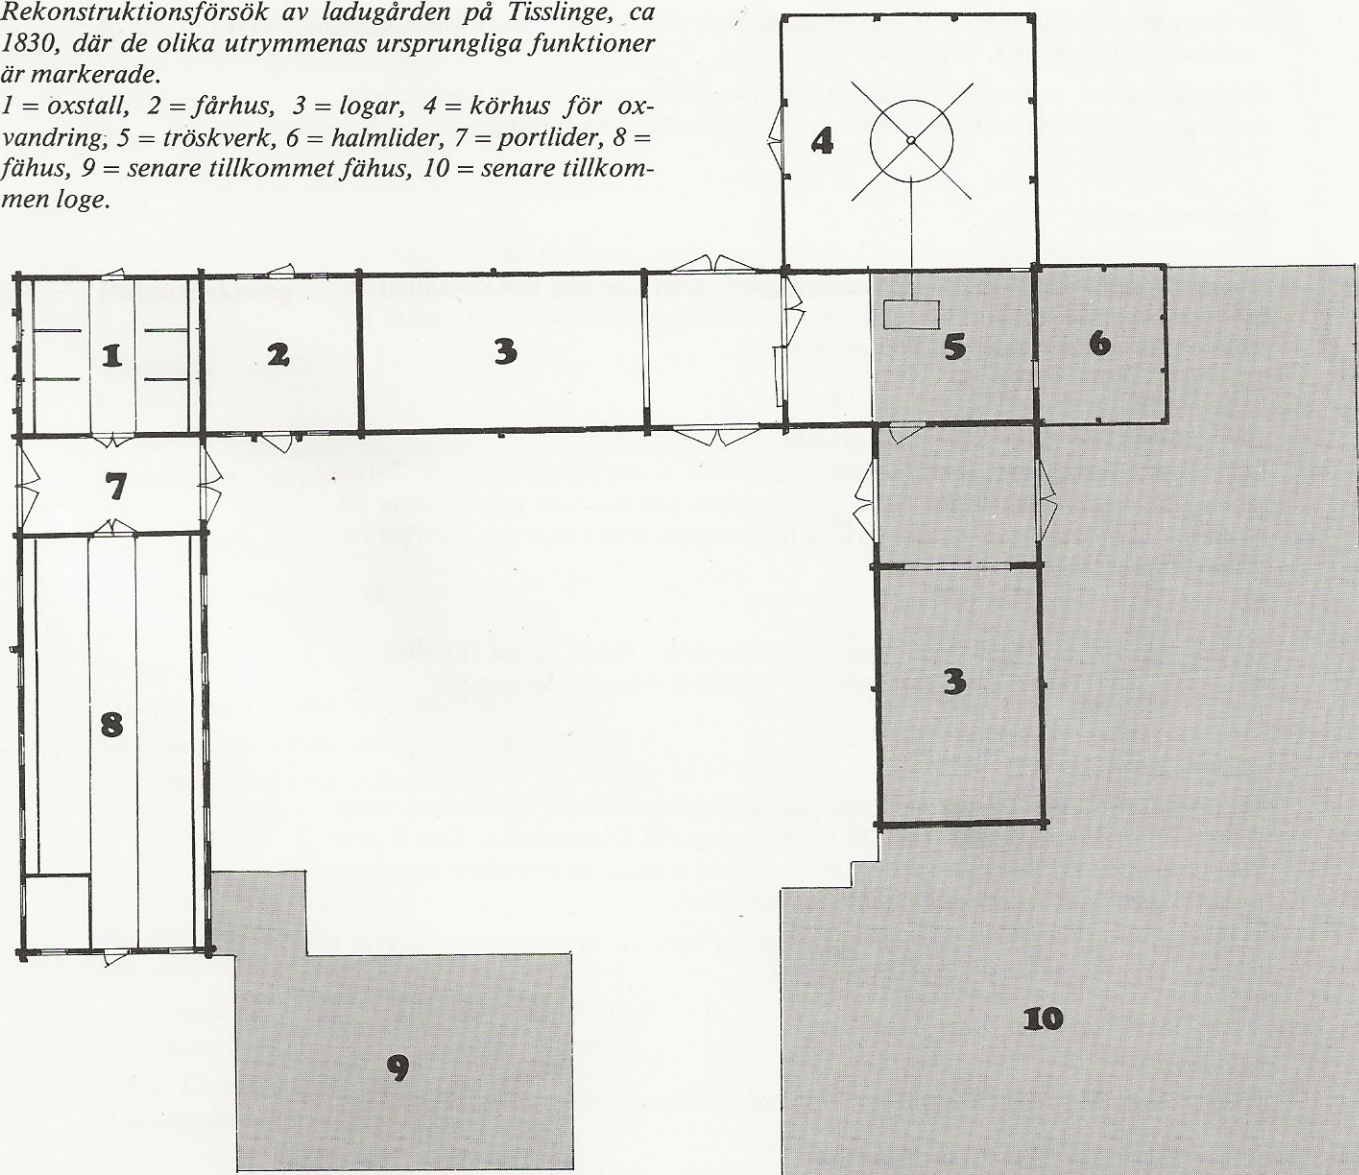 Rekonstruktionsförsök av ladugården på Tisslinge, ca
1830, där de olika utrymmenas ursprungliga funktioner
är markerade.
1 = oxstall, 2 = fårhus, 3 = logar, 4 = körhus för ox-
vandring, 5 = tröskverk, 6 = halmlider, 7 = portlider, 8 =
fähus, 9 = senare tillkommet fähus, 10 = senare tillkom-
men loge.
4
1
2
3
5
6
7
8
3
9
10